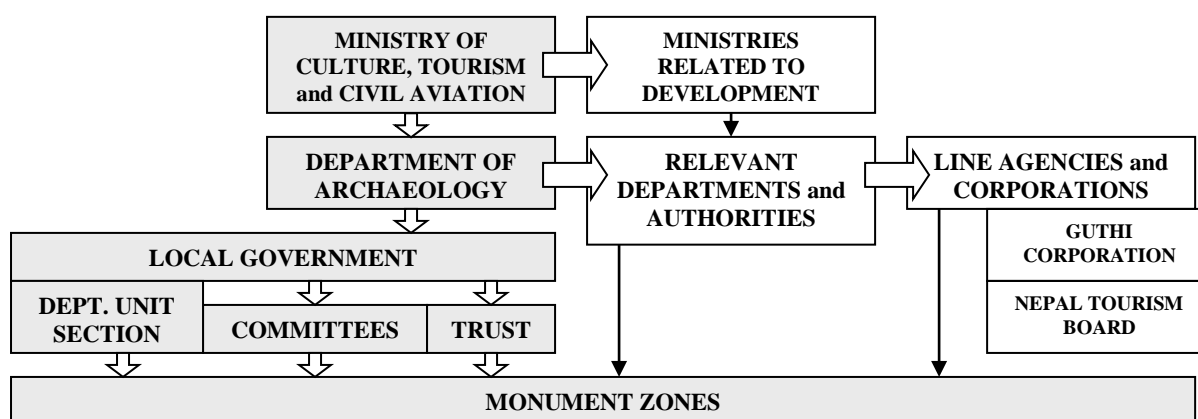 MINISTRY OF
CULTURE, TOURISM
and CIVIL AVIATION
MINISTRIES
RELATED TO
DEVELOPMENT
DEPARTMENT OF
ARCHAEOLOGY
RELEVANT
DEPARTMENTS and
AUTHORITIES
LINE AGENCIES and
CORPORATIONS
GUTHI
CORPORATION
NEPAL TOURISM
BOARD
LOCAL GOVERNMENT
DEPT. UNIT
SECTION
COMMITTEES
TRUST
MONUMENT ZONES